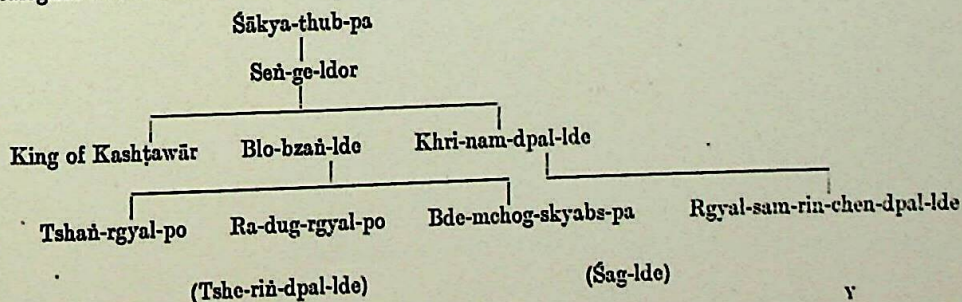 Śākya-thub-pa
Seṅ-ge-ldor
King of Kashṭawār Blo-bzaṅ-lde Khri-nam-dpal-lde
Tshaṅ-rgyal-po Ra-dug-rgyal-po Bde-mchog-skyabs-pa Rgyal-sam-rin-chen-dpal-lde
(Tshe-riṅ-dpal-lde) (Śag-lde)
Y